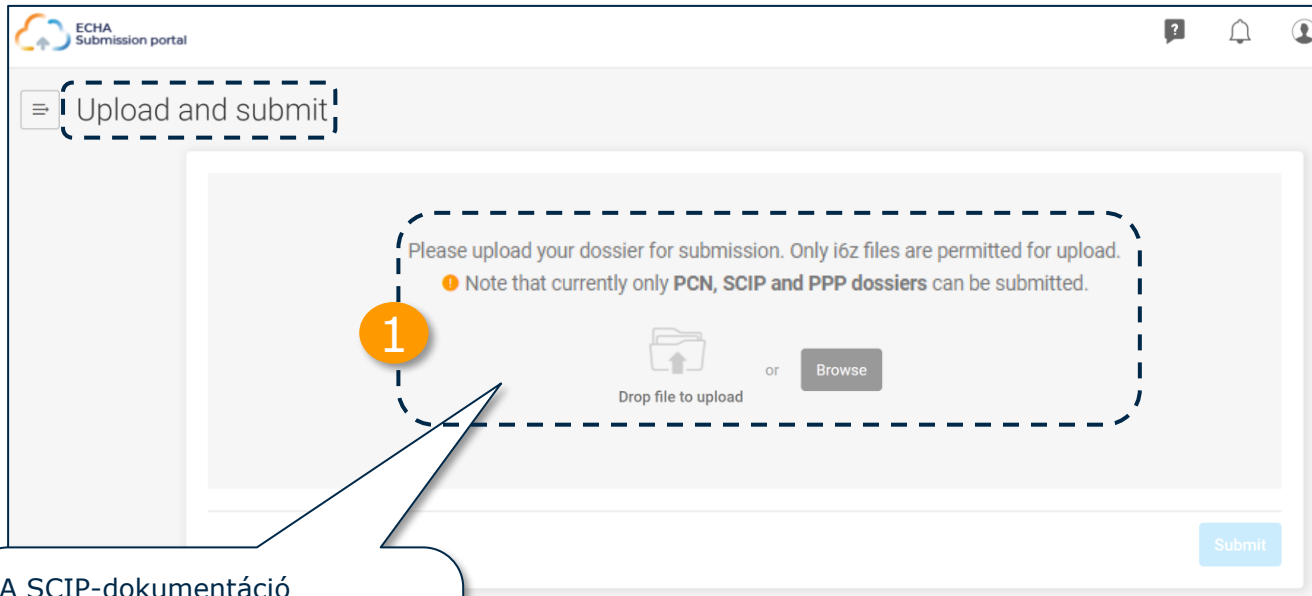 ECHA
Submission portal
Upload and submit
Please upload your dossier for submission. Only i6z files are permitted for upload.
Note that currently only PCN, SCIP and PPP dossiers can be submitted.
1
or
Browse
Drop file to upload
Submit
A SCIP-dokumentáció